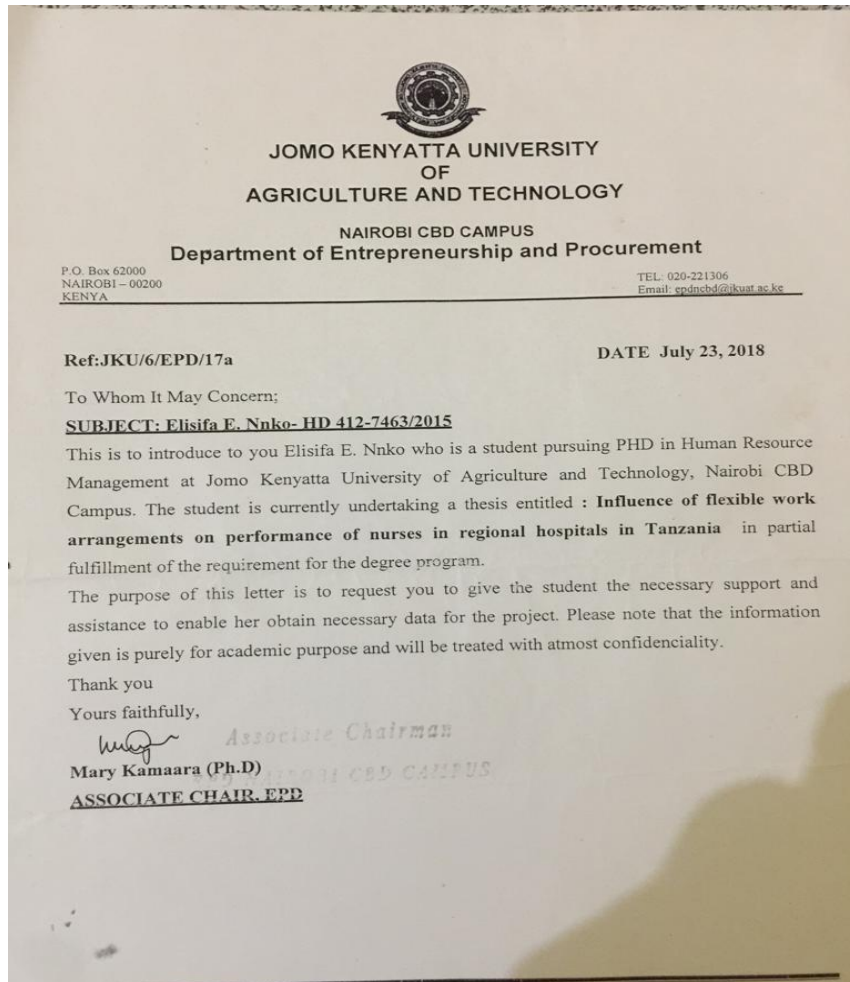 JOMO KENYATTA UNIVERSITY
OF
AGRICULTURE AND TECHNOLOGY
NAIROBI CBD CAMPUS
Department of Entrepreneurship and Procurement
P.O. Box 62000
NAIROBI – 00200
KENYA
TEL: 020-221306
Email: epdncbd@jkuat.ac.ke
Ref:JKU/6/EPD/17a
DATE July 23, 2018
To Whom It May Concern;
SUBJECT: Elisifa E. Nnko- HD 412-7463/2015
This is to introduce to you Elisifa E. Nnko who is a student pursuing PHD in Human Resource
Management at Jomo Kenyatta University of Agriculture and Technology, Nairobi CBD
Campus. The student is currently undertaking a thesis entitled : Influence of flexible work
arrangements on performance of nurses in regional hospitals in Tanzania in partial
fulfillment of the requirement for the degree program.
The purpose of this letter is to request you to give the student the necessary support and
assistance to enable her obtain necessary data for the project. Please note that the information
given is purely for academic purpose and will be treated with atmost confidenciality.
Thank you
Yours faithfully,
Associate Chairman
Mary Kamaara (Ph.D)
NAIROBI CBD CAMPUS
ASSOCIATE CHAIR, EPD